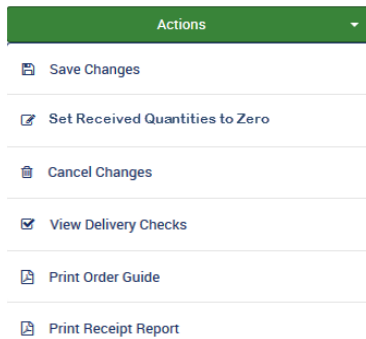 Actions
Save Changes
Set Received Quantities to Zero
Cancel Changes
View Delivery Checks
Print Order Guide
Print Receipt Report